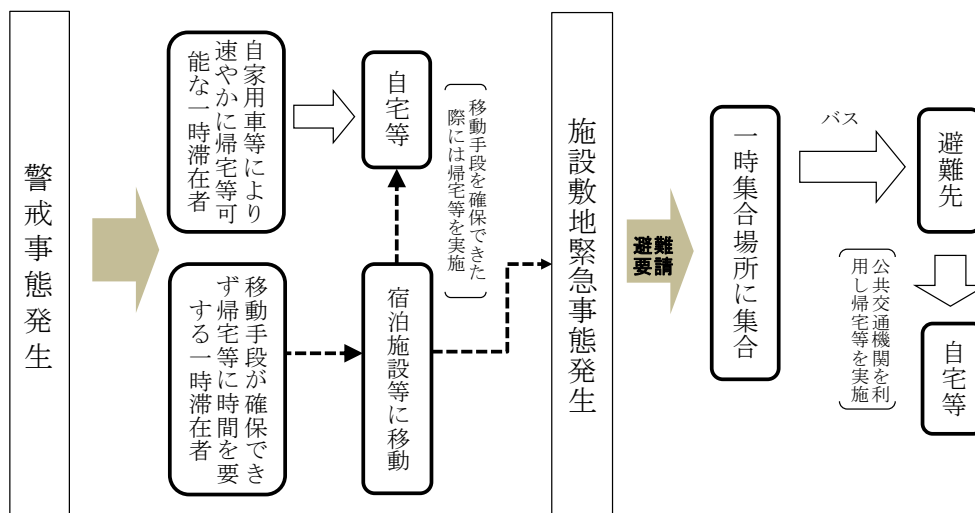 警戒事態発生
自家用車等により
速やかに帰宅等可
能な一時滞在者
移動手段が確保でき
ず帰宅等に時間を要
する一時滞在者
自宅等
移動手段を確保できた
際には帰宅等を実施
宿泊施設等に移動
施設敷地緊急事態発生
避難
要請
一時集合場所に集合
バス
避難先
公共交通機関を利
用し帰宅等を実施
自宅等